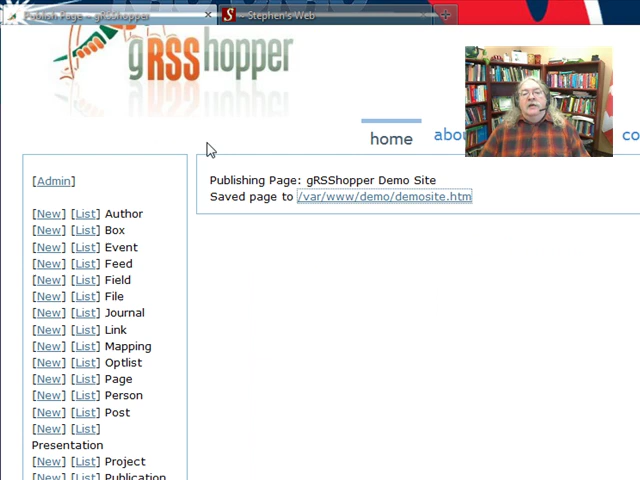 Publish Page ~ gRSShopper
~ Stephen's Web
gRSShopper
home
abou
co
[Admin]
Publishing Page: gRSShopper Demo Site
Saved page to /var/www/demo/demosite.htm
[New] [List] Author
[New] [List] Box
[New] [List] Event
[New] [List] Feed
[New] [List] Field
[New] [List] File
[New] [List] Journal
[New] [List] Link
[New] [List] Mapping
[New] [List] Optlist
[New] [List] Page
[New] [List] Person
[New] [List] Post
[New] [List]
Presentation
[New] [List] Project
[New] [List] Publication